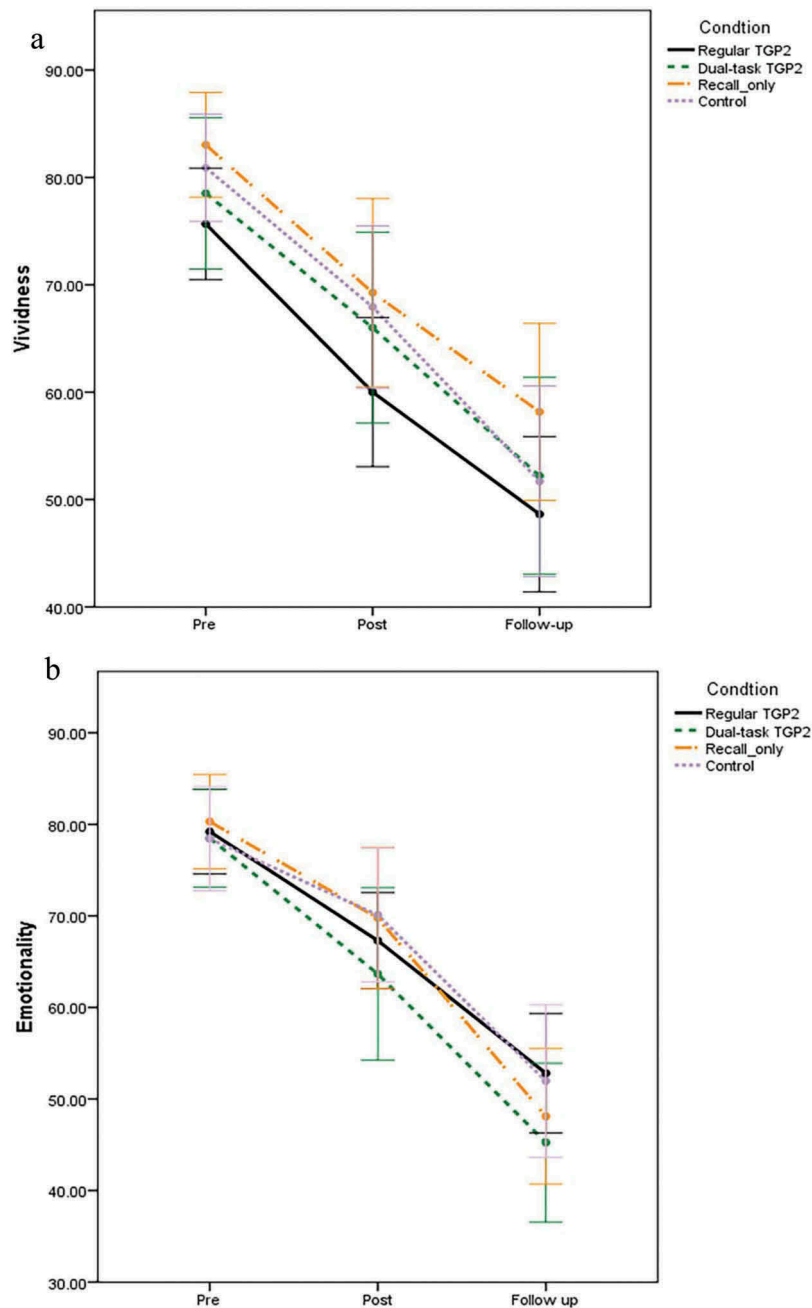 a
Condtion
Regular TGP2
Dual-task TGP2
Recall_only
Control
90.00
80.00
70.00
60.00
50.00
40.00
Vividness
Pre Post Follow-up
b
Condtion
Regular TGP2
Dual-task TGP2
Recall_only
Control
90.00
80.00
70.00
60.00
50.00
40.00
30.00
Emotionality
Pre Post Follow up